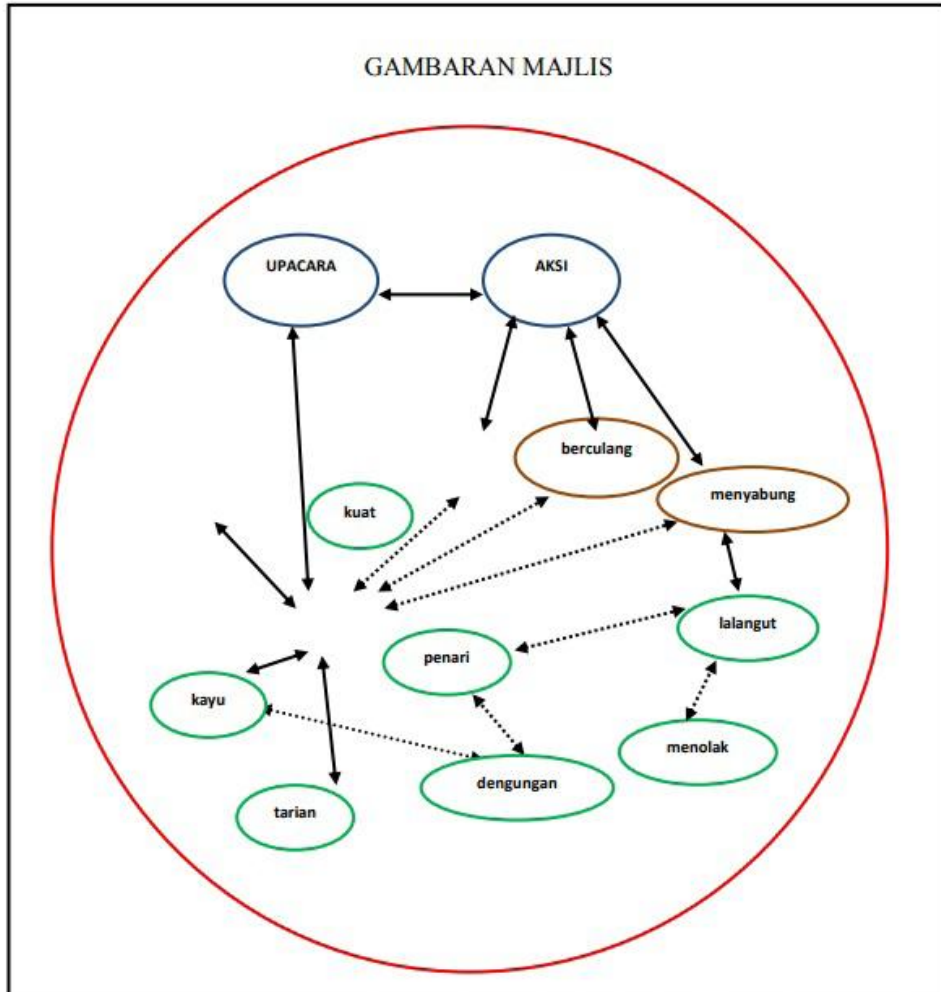 GAMBARAN MAJLIS
UPACARA
AKSI
berculang
menyabung
kuat
lalangut
penari
kayu
menolak
dengungan
tarian